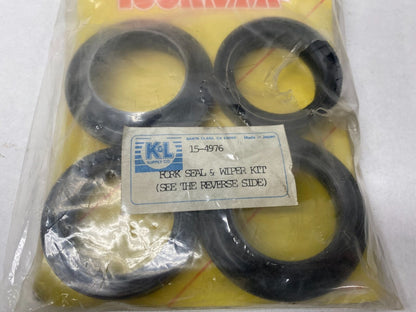 SANTA CLARA, CA 95050 Made in Japan
K&L
SUPPLY CO.
15-4976
FORK SEAL & WIPER KIT
(SEE THE REVERSE SIDE)